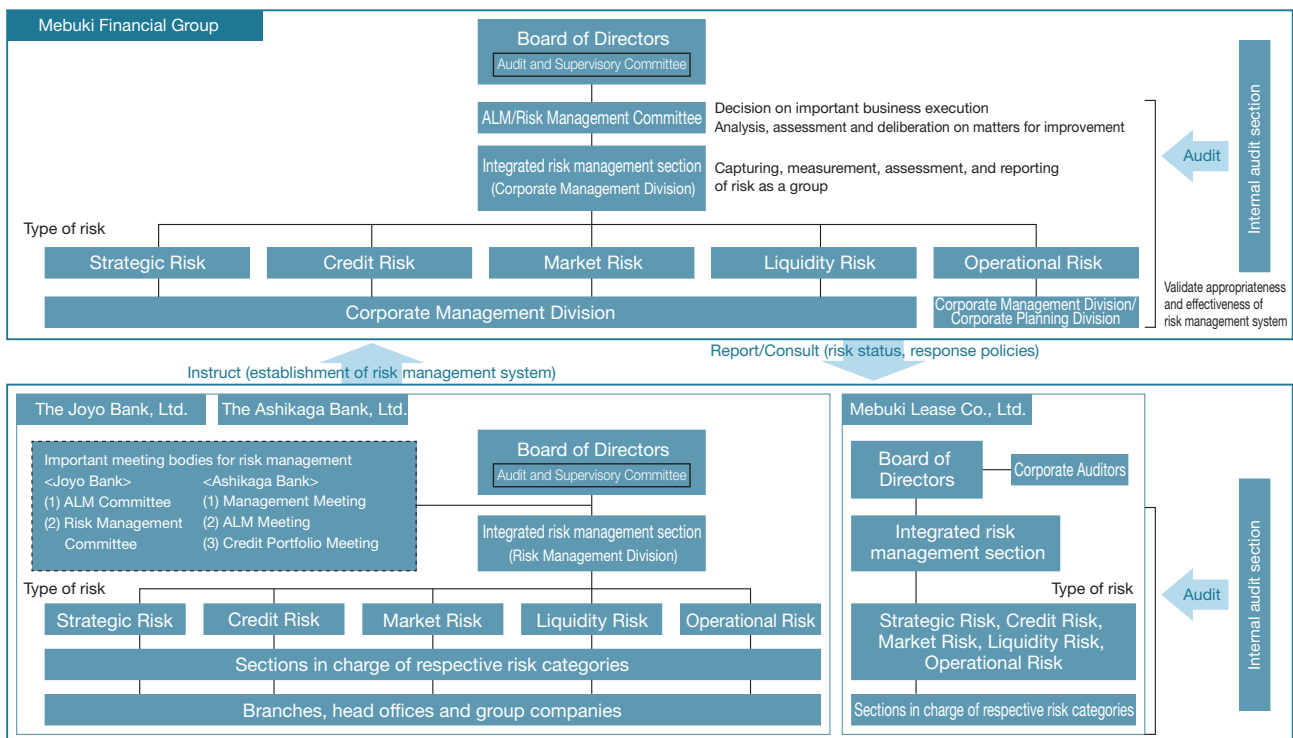 Mebuki Financial Group
Board of Directors
Audit and Supervisory Committee
ALM/Risk Management Committee
Decision on important business execution
Analysis, assessment and deliberation on matters for improvement
Integrated risk management section
(Corporate Management Division)
Capturing, measurement, assessment, and reporting
of risk as a group
Audit
Internal audit section
Type of risk
Strategic Risk
Credit Risk
Market Risk
Liquidity Risk
Operational Risk
Corporate Management Division
Corporate Management Division/
Corporate Planning Division
Validate appropriateness
and effectiveness of
risk management system
Instruct (establishment of risk management system)
Report/Consult (risk status, response policies)
The Joyo Bank, Ltd.
The Ashikaga Bank, Ltd.
Important meeting bodies for risk management
<Joyo Bank>
(1) ALM Committee
(2) Risk Management
Committee
<Ashikaga Bank>
(1) Management Meeting
(2) ALM Meeting
(3) Credit Portfolio Meeting
Board of Directors
Audit and Supervisory Committee
Integrated risk management section
(Risk Management Division)
Type of risk
Strategic Risk
Credit Risk
Market Risk
Liquidity Risk
Operational Risk
Sections in charge of respective risk categories
Branches, head offices and group companies
Mebuki Lease Co., Ltd.
Board of
Directors
Corporate Auditors
Integrated risk
management section
Type of risk
Strategic Risk, Credit Risk,
Market Risk, Liquidity Risk,
Operational Risk
Sections in charge of respective risk categories
Audit
Internal audit section